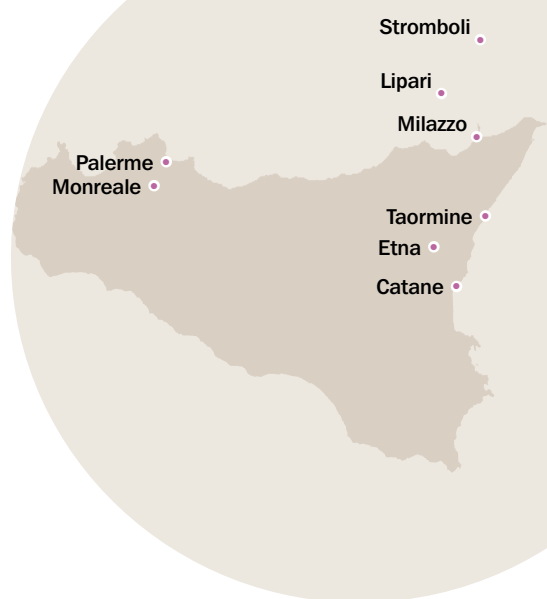 Stromboli
Lipari
Milazzo
Palerme
Monreale
Taormine
Etna
Catane